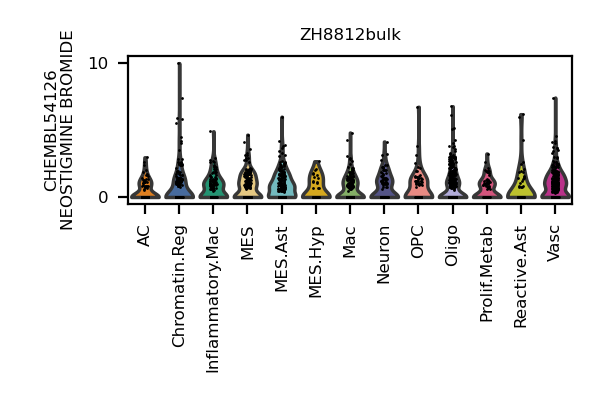 ZH8812bulk
CHEMBL54126
NEOSTIGMINE BROMIDE
10
0
AC
Chromatin.Reg
Inflammatory.Mac
MES
MES.Ast
MES.Hyp
Mac
Neuron
OPC
Oligo
Prolif.Metab
Reactive.Ast
Vasc